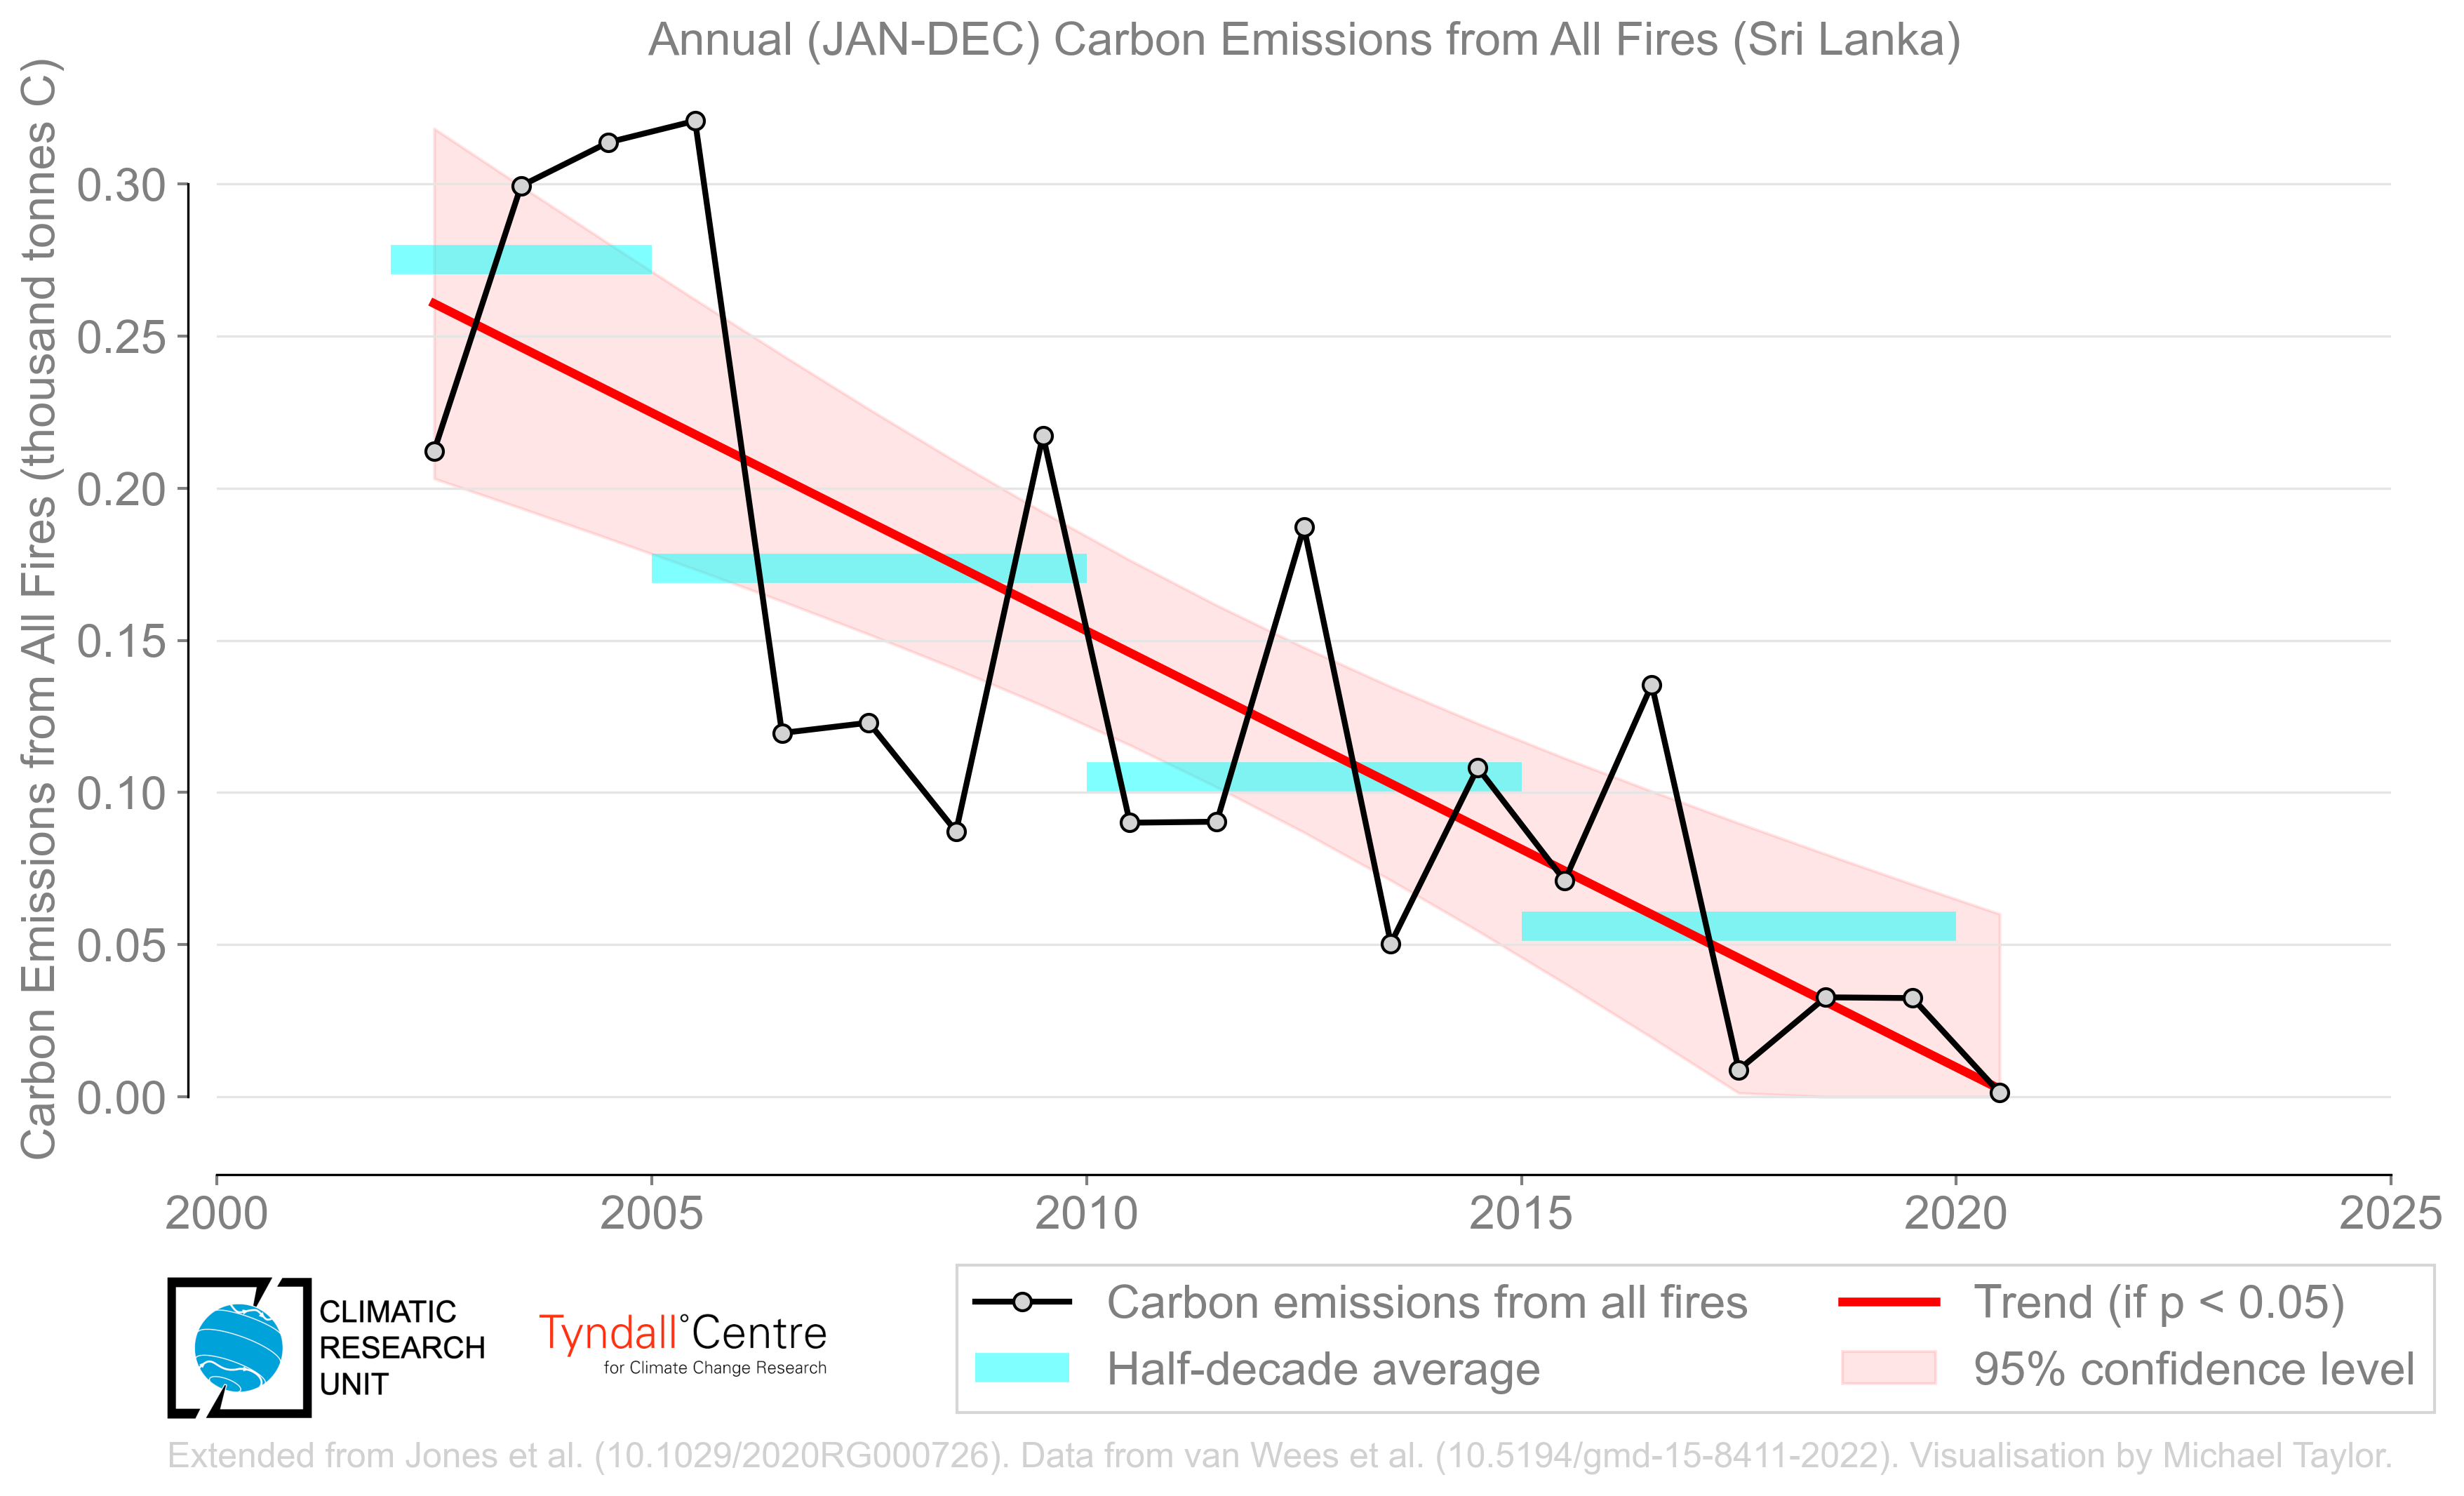 Annual (JAN-DEC) Carbon Emissions from All Fires (Sri Lanka)
Carbon Emissions from All Fires (thousand tonnes C)
0.30
0.25
0.20
0.15
0.10
0.05
0.00
2000
2005
2010
2015
2020
2025
CLIMATIC
RESEARCH
UNIT
Tyndall°Centre
for Climate Change Research
Carbon emissions from all fires
Half-decade average
Trend (if p < 0.05)
95% confidence level
Extended from Jones et al. (10.1029/2020RG000726). Data from van Wees et al. (10.5194/gmd-15-8411-2022). Visualisation by Michael Taylor.